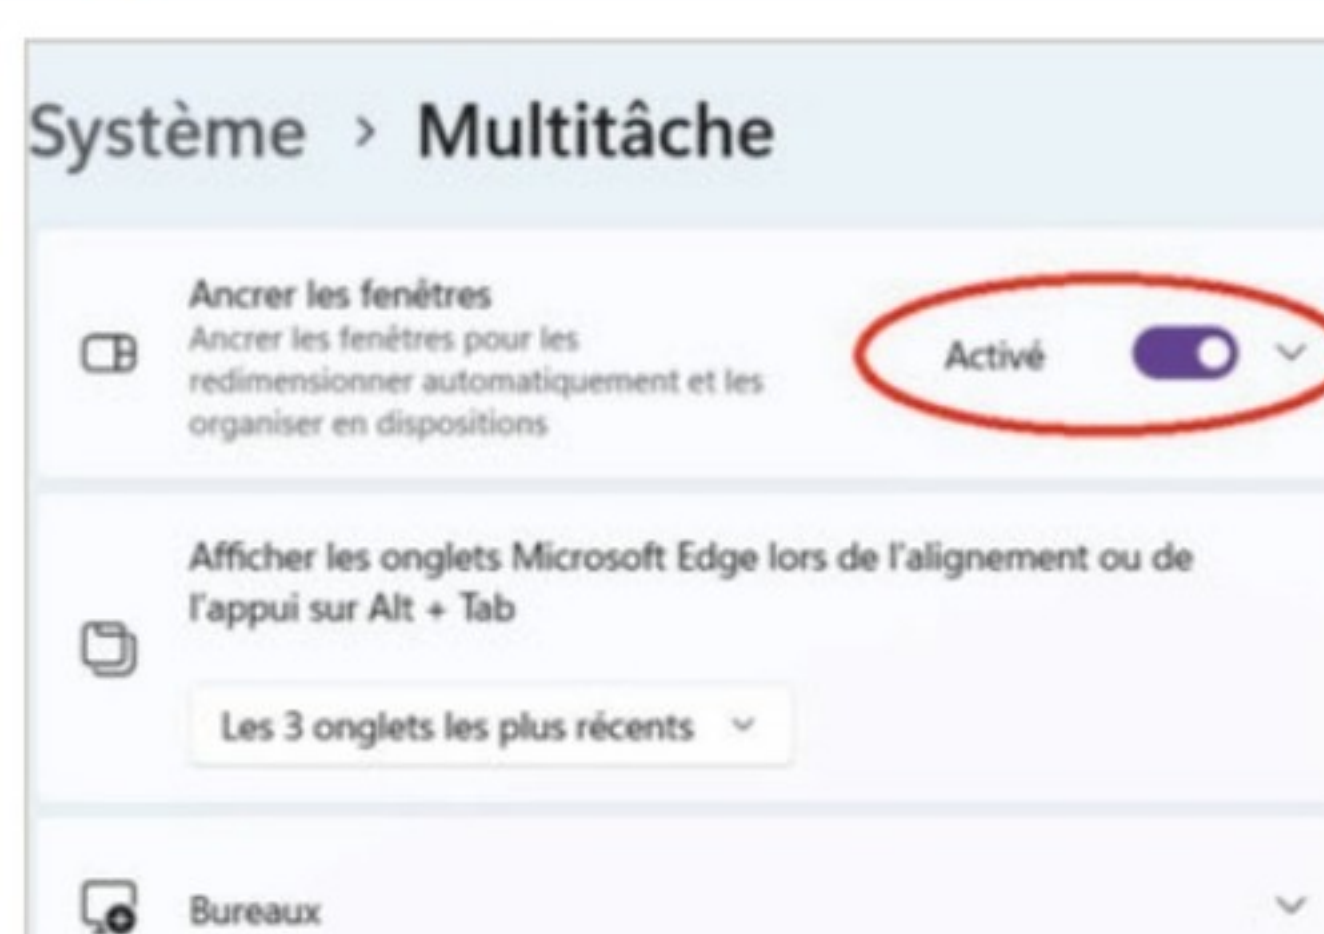 Système > Multitâche
Ancrer les fenêtres
Ancrer les fenêtres pour les
redimensionner automatiquement et les
organiser en dispositions
Activé
Afficher les onglets Microsoft Edge lors de l'alignement ou de
l'appui sur Alt + Tab
Les 3 onglets les plus récents
Bureaux